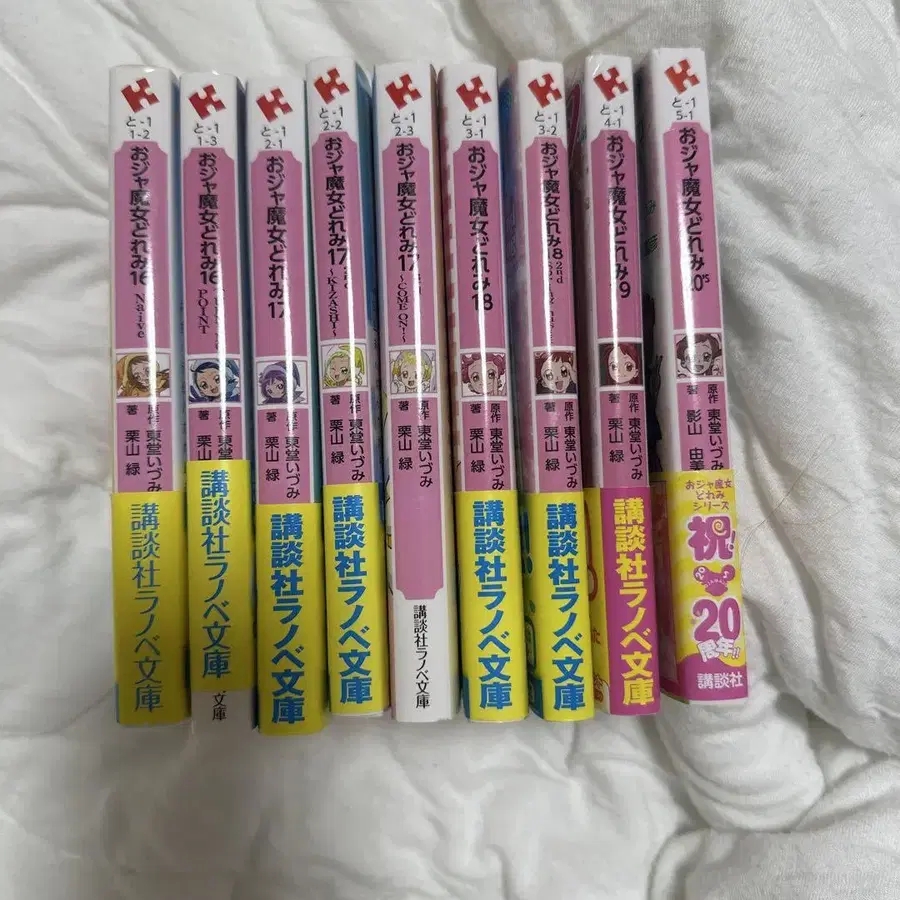 と-1
1-2
おジャ魔女どれみ16
Naive
原作 東堂いづみ
著 栗山 緑
講談社ラノベ文庫
と-1
1-3
おジャ魔女どれみ16
POINT
原作 東堂
著 栗山
講談社ラノベ文庫
文庫
と-1
2-1
おジャ魔女どれみ17
原作 東堂いづみ
著 栗山 緑
講談社ラノベ文庫
と-1
2-2
おジャ魔女どれみ17 2nd
~KIZASHI~
原作 東堂いづみ
著 栗山 緑
講談社ラノベ文庫
と-1
2-3
おジャ魔女どれみ17
~COME ON!~
原作 東堂いづみ
著 栗山 緑
講談社ラノベ文庫
と-1
3-1
おジャ魔女どれみ18
原作 東堂いづみ
著 栗山 緑
講談社ラノベ文庫
と-1
3-2
おジャ魔女どれみ18 2nd
原作 東堂いづみ
著 栗山 緑
講談社ラノベ文庫
と-1
4-1
おジャ魔女どれみ19
原作 東堂いづみ
著 栗山 緑
講談社ラノベ文庫
と-1
5-1
おジャ魔女どれみ20's
原作 東堂いづみ
著 影山 由美
おジャ魔女
どれみ
シリーズ
祝
20
周年!!
講談社